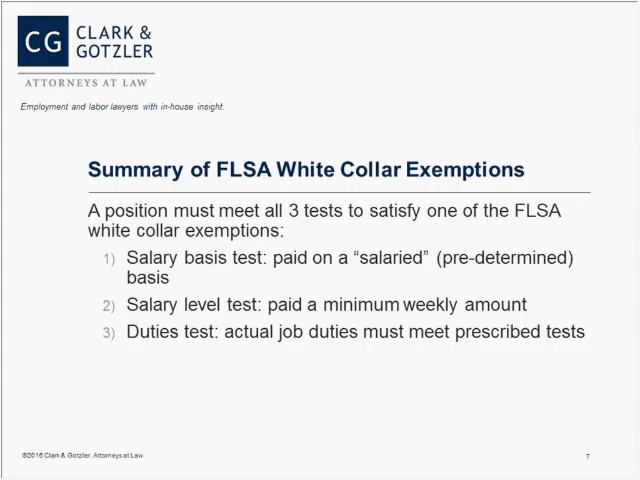 CG
CLARK &
GOTZLER
ATTORNEYS AT LAW
Employment and labor lawyers with in-house insight.
Summary of FLSA White Collar Exemptions
A position must meet all 3 tests to satisfy one of the FLSA
white collar exemptions:
1) Salary basis test: paid on a “salaried” (pre-determined)
basis
2) Salary level test: paid a minimum weekly amount
3) Duties test: actual job duties must meet prescribed tests
©2016 Clark & Gotzler, Attorneys at Law
7